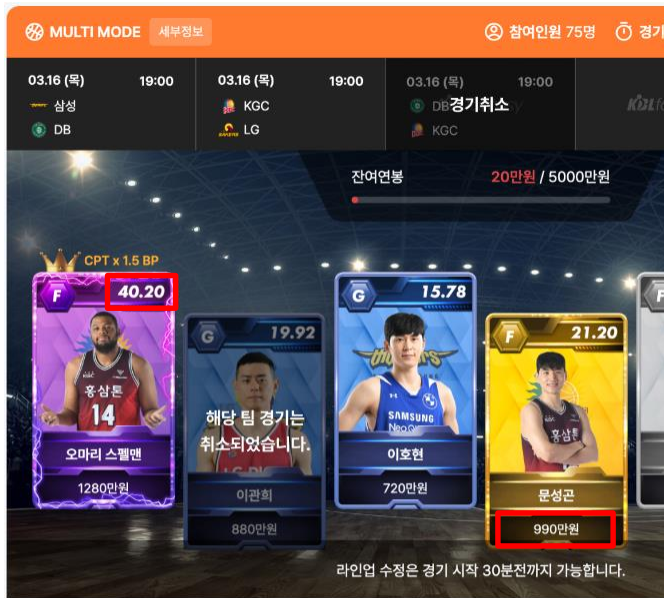 MULTI MODE 세부정보 참여인원 75명 경기
03.16 (목) 19:00
삼성
DB
03.16 (목) 19:00
KGC
LG
03.16 (목) 19:00
DB
경기취소
KGC
잔여연봉 20만원 / 5000만원
CPT x 1.5 BP
F 40.20
홍삼톤
14
오마리 스펠맨
1280만원
G 19.92
해당 팀 경기는
취소되었습니다.
이관희
880만원
G 15.78
SAMSUNG
이호현
720만원
F 21.20
홍삼
문성곤
990만원
F
라인업 수정은 경기 시작 30분전까지 가능합니다.